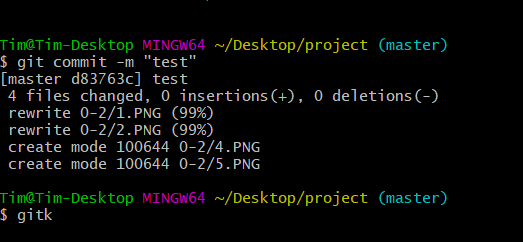 Tim@Tim-Desktop MINGW64 ~/Desktop/project (master)
$ git commit -m "test"
[master d83763c] test
 4 files changed, 0 insertions(+), 0 deletions(-)
 rewrite 0-2/1.PNG (99%)
 rewrite 0-2/2.PNG (99%)
 create mode 100644 0-2/4.PNG
 create mode 100644 0-2/5.PNG
Tim@Tim-Desktop MINGW64 ~/Desktop/project (master)
$ gitk